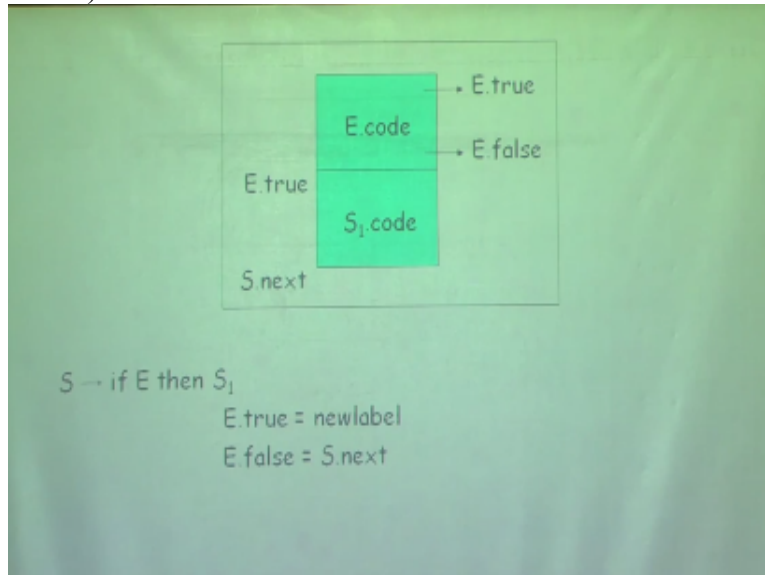 E.true
E.code
E.false
E.true
S₁.code
S.next
S → if E then S₁
E.true = newlabel
E.false = S.next